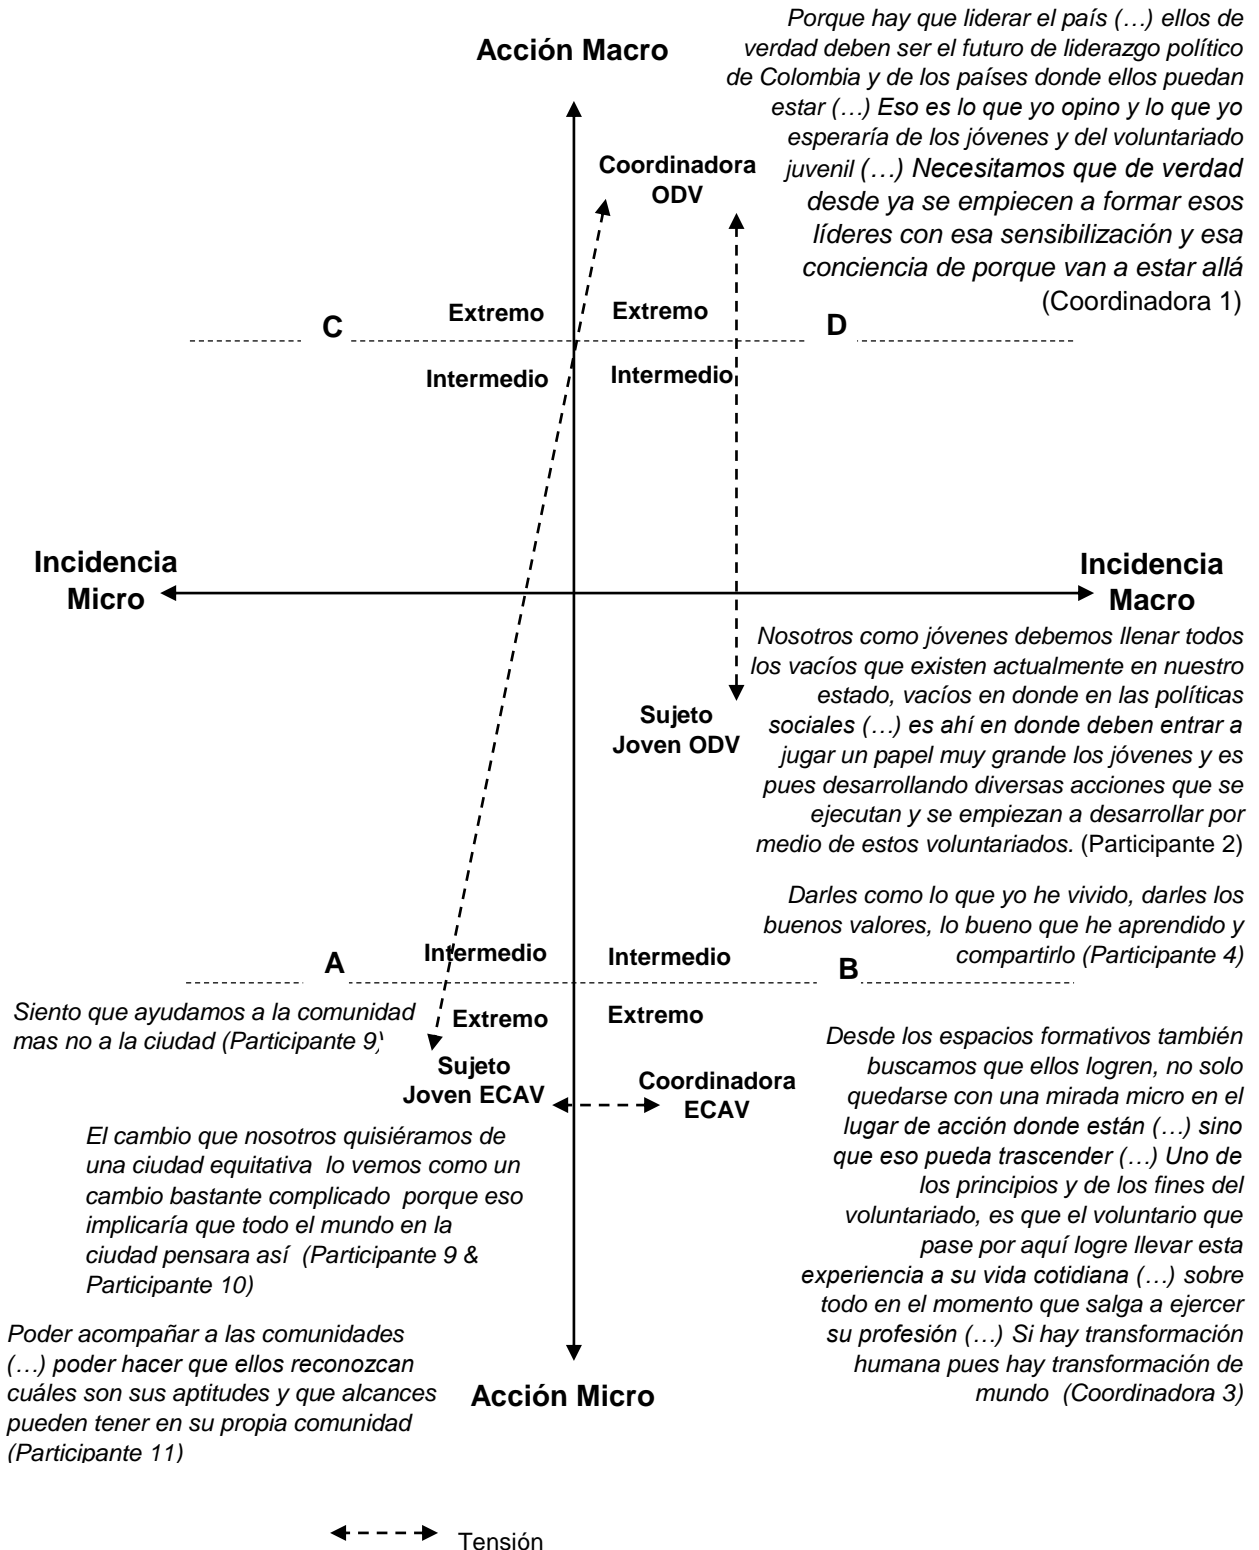 Porque hay que liderar el país (…) ellos de
verdad deben ser el futuro de liderazgo político
de Colombia y de los países donde ellos puedan
estar (…) Eso es lo que yo opino y lo que yo
esperaría de los jóvenes y del voluntariado
juvenil (…) Necesitamos que de verdad
desde ya se empiecen a formar esos
líderes con esa sensibilización y esa
conciencia de porque van a estar allá
(Coordinadora 1)
Acción Macro
Coordinadora
ODV
C
Extremo
Extremo
D
Intermedio
Intermedio
Incidencia
Micro
Incidencia
Macro
Nosotros como jóvenes debemos llenar todos
los vacíos que existen actualmente en nuestro
estado, vacíos en donde en las políticas
sociales (…) es ahí en donde deben entrar a
jugar un papel muy grande los jóvenes y es
pues desarrollando diversas acciones que se
ejecutan y se empiezan a desarrollar por
medio de estos voluntariados. (Participante 2)
Sujeto
Joven ODV
Darles como lo que yo he vivido, darles los
buenos valores, lo bueno que he aprendido y
compartirlo (Participante 4)
A
Intermedio
Intermedio
B
Extremo
Extremo
Siento que ayudamos a la comunidad
mas no a la ciudad (Participante 9)
Sujeto
Joven ECAV
Coordinadora
ECAV
Desde los espacios formativos también
buscamos que ellos logren, no solo
quedarse con una mirada micro en el
lugar de acción donde están (…) sino
que eso pueda trascender (…) Uno de
los principios y de los fines del
voluntariado, es que el voluntario que
pase por aquí logre llevar esta
experiencia a su vida cotidiana (…) sobre
todo en el momento que salga a ejercer
su profesión (…) Si hay transformación
humana pues hay transformación de
mundo (Coordinadora 3)
El cambio que nosotros quisiéramos de
una ciudad equitativa lo vemos como un
cambio bastante complicado porque eso
implicaría que todo el mundo en la
ciudad pensara así (Participante 9 &
Participante 10)
Poder acompañar a las comunidades
(…) poder hacer que ellos reconozcan
cuáles son sus aptitudes y que alcances
pueden tener en su propia comunidad
(Participante 11)
Acción Micro
Tensión